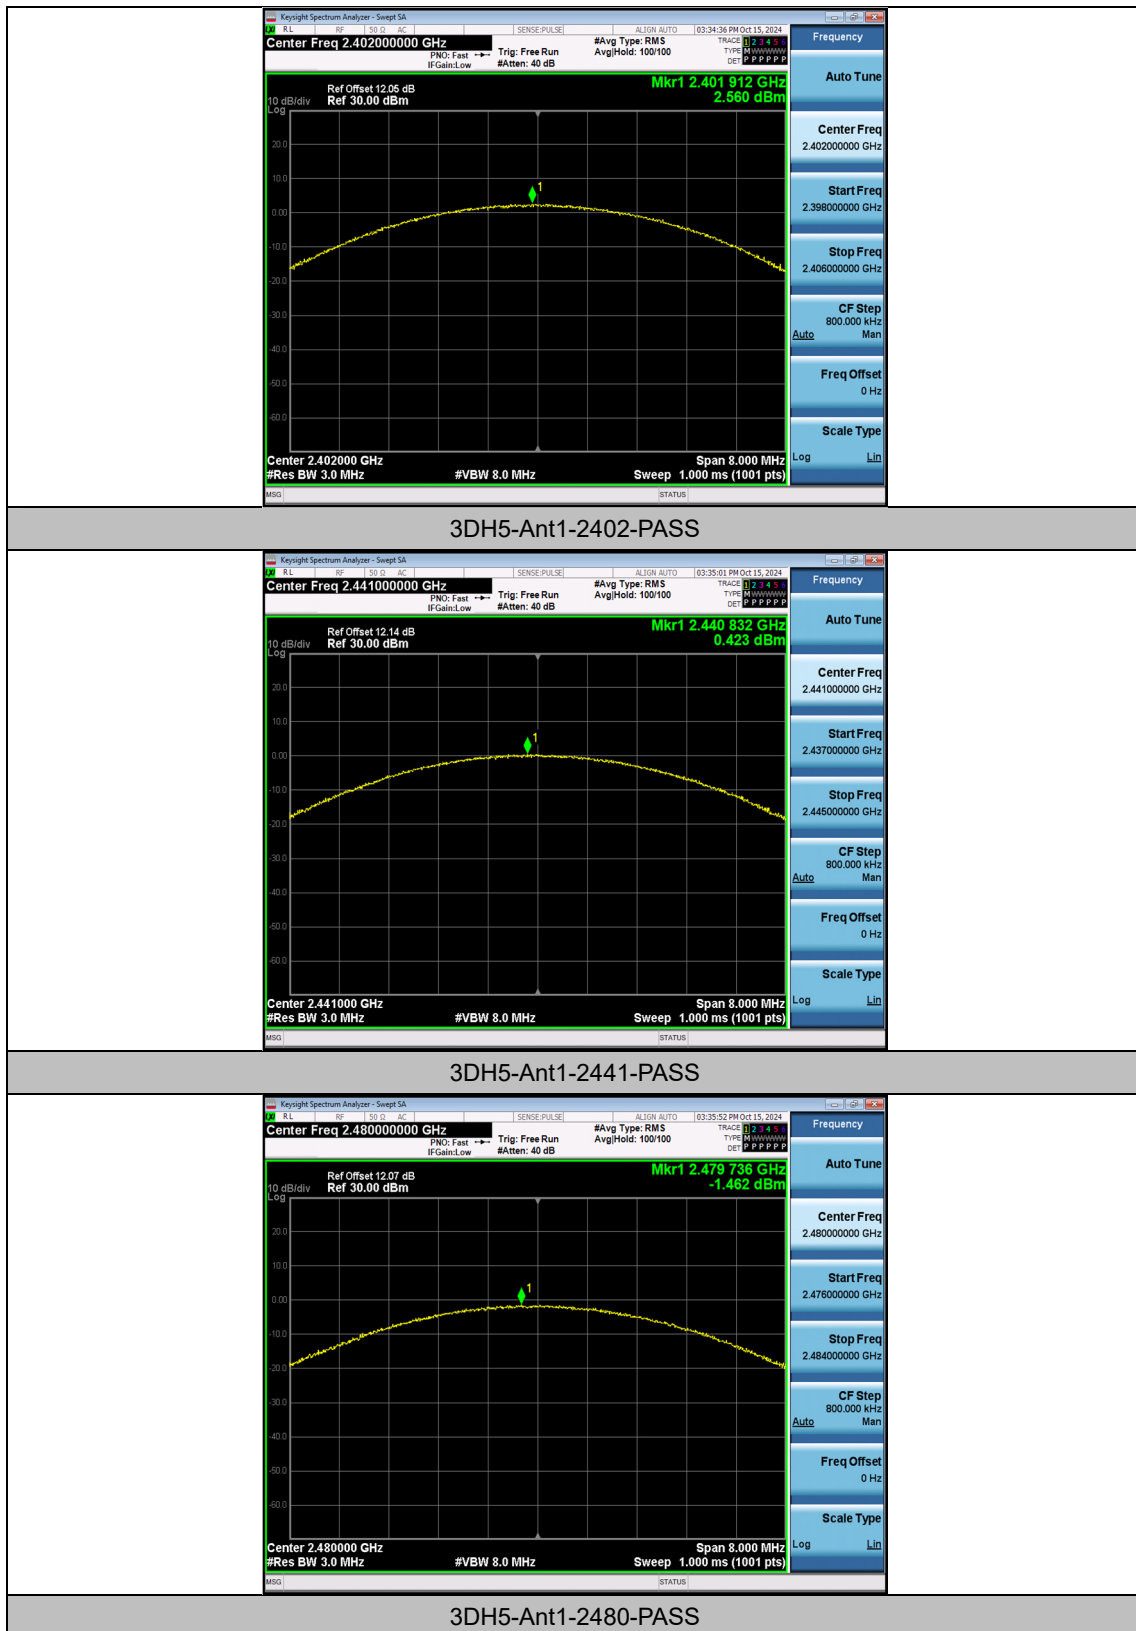 Keysight Spectrum Analyzer - Swept SA
LXI RL RF 50 Ω AC SENSE:PULSE ALIGN AUTO 03:34:36 PM Oct 15, 2024
Center Freq 2.402000000 GHz #Avg Type: RMS TRACE 1 2 3 4 5 6
PNO: Fast Trig: Free Run Avg|Hold: 100/100 TYPE M WWWWW
IFGain:Low #Atten: 40 dB DET P P P P P P
Frequency
Mkr1 2.401 912 GHz
2.560 dBm
Ref Offset 12.05 dB
10 dB/div Ref 30.00 dBm
Log
20.0
10.0
0.00
-10.0
-20.0
-30.0
-40.0
-50.0
-60.0
1
Center 2.402000 GHz Span 8.000 MHz
#Res BW 3.0 MHz #VBW 8.0 MHz Sweep 1.000 ms (1001 pts)
MSG STATUS
Auto Tune
Center Freq
2.402000000 GHz
Start Freq
2.398000000 GHz
Stop Freq
2.406000000 GHz
CF Step
800.000 kHz
Auto Man
Freq Offset
0 Hz
Scale Type
Log Lin
3DH5-Ant1-2402-PASS
Keysight Spectrum Analyzer - Swept SA
LXI RL RF 50 Ω AC SENSE:PULSE ALIGN AUTO 03:35:01 PM Oct 15, 2024
Center Freq 2.441000000 GHz #Avg Type: RMS TRACE 1 2 3 4 5 6
PNO: Fast Trig: Free Run Avg|Hold: 100/100 TYPE M WWWWW
IFGain:Low #Atten: 40 dB DET P P P P P P
Frequency
Mkr1 2.440 832 GHz
0.423 dBm
Ref Offset 12.14 dB
10 dB/div Ref 30.00 dBm
Log
20.0
10.0
0.00
-10.0
-20.0
-30.0
-40.0
-50.0
-60.0
1
Center 2.441000 GHz Span 8.000 MHz
#Res BW 3.0 MHz #VBW 8.0 MHz Sweep 1.000 ms (1001 pts)
MSG STATUS
Auto Tune
Center Freq
2.441000000 GHz
Start Freq
2.437000000 GHz
Stop Freq
2.445000000 GHz
CF Step
800.000 kHz
Auto Man
Freq Offset
0 Hz
Scale Type
Log Lin
3DH5-Ant1-2441-PASS
Keysight Spectrum Analyzer - Swept SA
LXI RL RF 50 Ω AC SENSE:PULSE ALIGN AUTO 03:35:52 PM Oct 15, 2024
Center Freq 2.480000000 GHz #Avg Type: RMS TRACE 1 2 3 4 5 6
PNO: Fast Trig: Free Run Avg|Hold: 100/100 TYPE M WWWWW
IFGain:Low #Atten: 40 dB DET P P P P P P
Frequency
Mkr1 2.479 736 GHz
-1.462 dBm
Ref Offset 12.07 dB
10 dB/div Ref 30.00 dBm
Log
20.0
10.0
0.00
-10.0
-20.0
-30.0
-40.0
-50.0
-60.0
1
Center 2.480000 GHz Span 8.000 MHz
#Res BW 3.0 MHz #VBW 8.0 MHz Sweep 1.000 ms (1001 pts)
MSG STATUS
Auto Tune
Center Freq
2.480000000 GHz
Start Freq
2.476000000 GHz
Stop Freq
2.484000000 GHz
CF Step
800.000 kHz
Auto Man
Freq Offset
0 Hz
Scale Type
Log Lin
3DH5-Ant1-2480-PASS